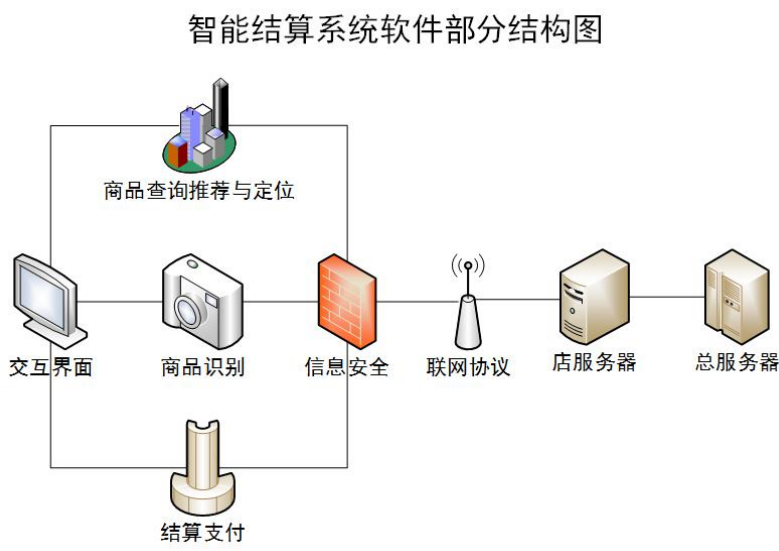 智能结算系统软件部分结构图
商品查询推荐与定位
交互界面
商品识别
信息安全
联网协议
店服务器
总服务器
结算支付